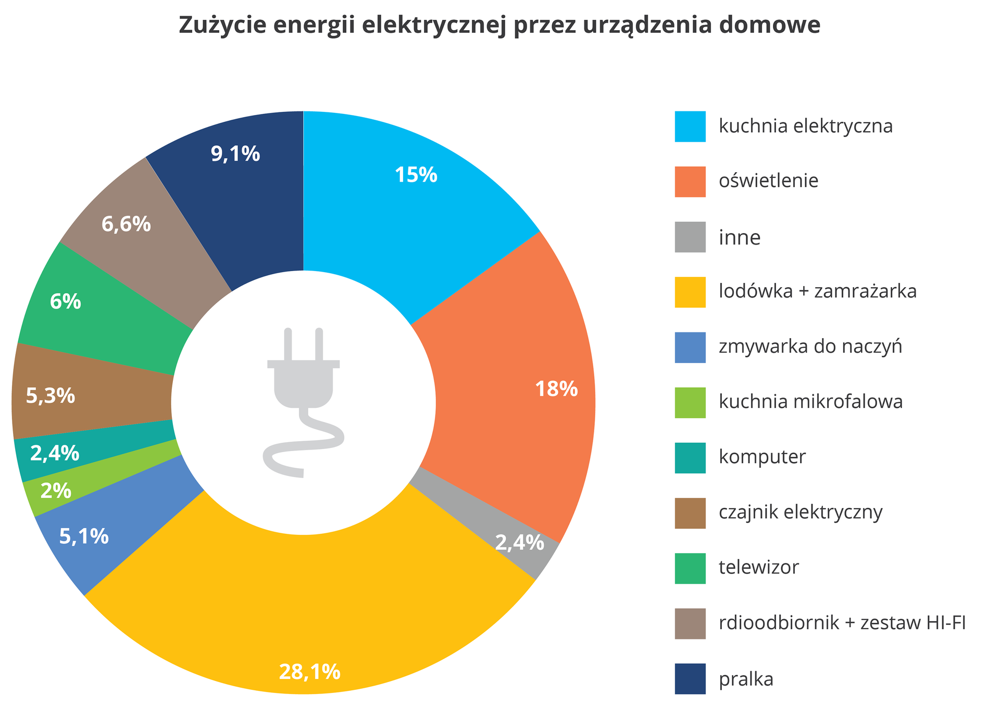 Zużycie energii elektrycznej przez urządzenia domowe
9,1%
15%
6,6%
6%
18%
5,3%
2,4%
2%
5,1%
2,4%
28,1%
kuchnia elektryczna
oświetlenie
inne
lodówka + zamrażarka
zmywarka do naczyń
kuchnia mikrofalowa
komputer
czajnik elektryczny
telewizor
rdioodbiornik + zestaw HI-FI
pralka